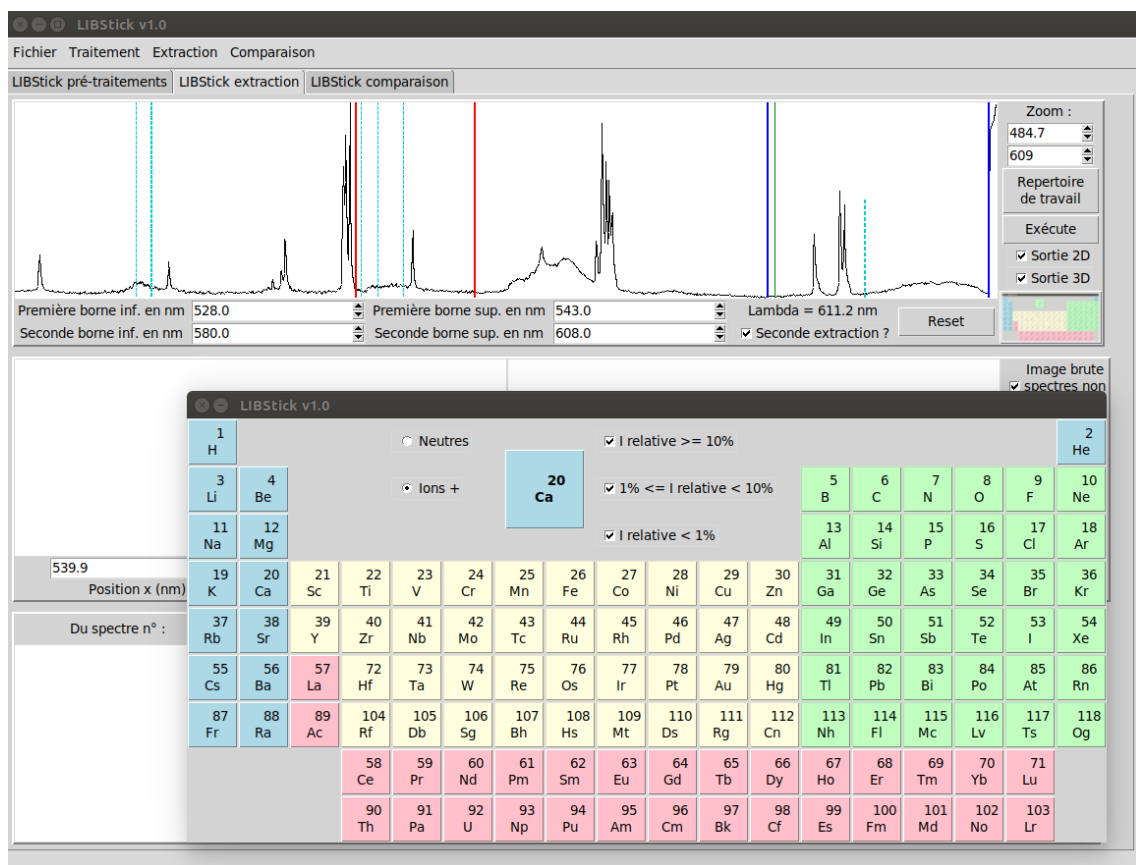 LIBStick v1.0
Fichier Traitement Extraction Comparaison
LIBStick pré-traitements LIBStick extraction LIBStick comparaison
Zoom :
484.7
609
Repertoire
de travail
Exécute
Sortie 2D
Sortie 3D
Première borne inf. en nm 528.0 Première borne sup. en nm 543.0 Lambda = 611.2 nm
Seconde borne inf. en nm 580.0 Seconde borne sup. en nm 608.0 Seconde extraction ? Reset
Image brute
spectres non
LIBStick v1.0
1 2
H Neutres I relative >= 10% He
3 4 Ions + 20 1% <= I relative < 10% 5 6 7 8 9 10
Li Be Ca B C N O F Ne
11 12 13 14 15 16 17 18
Na Mg I relative < 1% Al Si P S Cl Ar
539.9
Position x (nm)
19 20 21 22 23 24 25 26 27 28 29 30 31 32 33 34 35 36
K Ca Sc Ti V Cr Mn Fe Co Ni Cu Zn Ga Ge As Se Br Kr
Du spectre n° :
37 38 39 40 41 42 43 44 45 46 47 48 49 50 51 52 53 54
Rb Sr Y Zr Nb Mo Tc Ru Rh Pd Ag Cd In Sn Sb Te I Xe
55 56 57 72 73 74 75 76 77 78 79 80 81 82 83 84 85 86
Cs Ba La Hf Ta W Re Os Ir Pt Au Hg Tl Pb Bi Po At Rn
87 88 89 104 105 106 107 108 109 110 111 112 113 114 115 116 117 118
Fr Ra Ac Rf Db Sg Bh Hs Mt Ds Rg Cn Nh Fl Mc Lv Ts Og
58 59 60 61 62 63 64 65 66 67 68 69 70 71
Ce Pr Nd Pm Sm Eu Gd Tb Dy Ho Er Tm Yb Lu
90 91 92 93 94 95 96 97 98 99 100 101 102 103
Th Pa U Np Pu Am Cm Bk Cf Es Fm Md No Lr